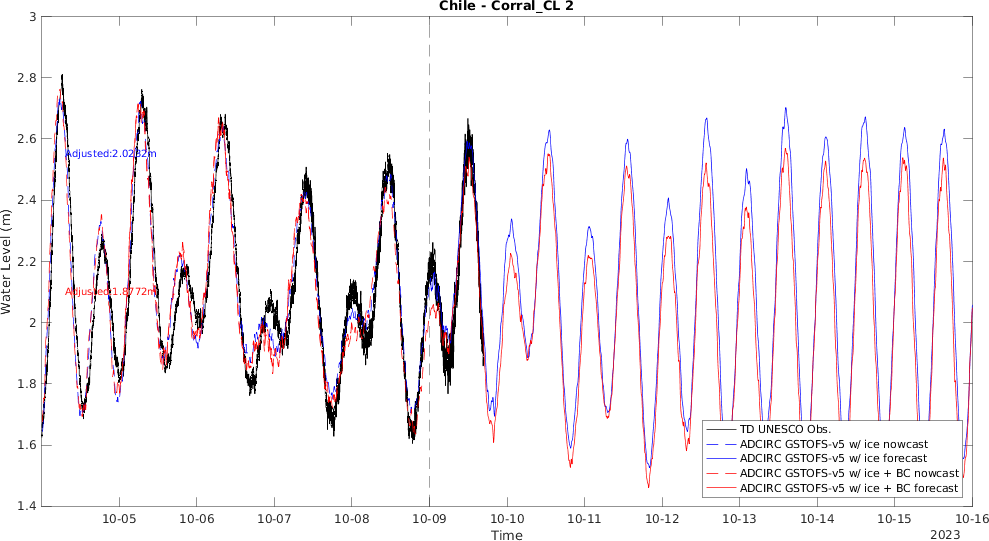 Chile - Corral_CL 2
3
2.8
2.6
2.4
2.2
2
1.8
1.6
1.4
Water Level (m)
Adjusted:2.0232m
Adjusted:1.8772m
TD UNESCO Obs.
ADCIRC GSTOFS-v5 w/ ice nowcast
ADCIRC GSTOFS-v5 w/ ice forecast
ADCIRC GSTOFS-v5 w/ ice + BC nowcast
ADCIRC GSTOFS-v5 w/ ice + BC forecast
10-05 10-06 10-07 10-08 10-09 10-10 10-11 10-12 10-13 10-14 10-15 10-16
Time
2023